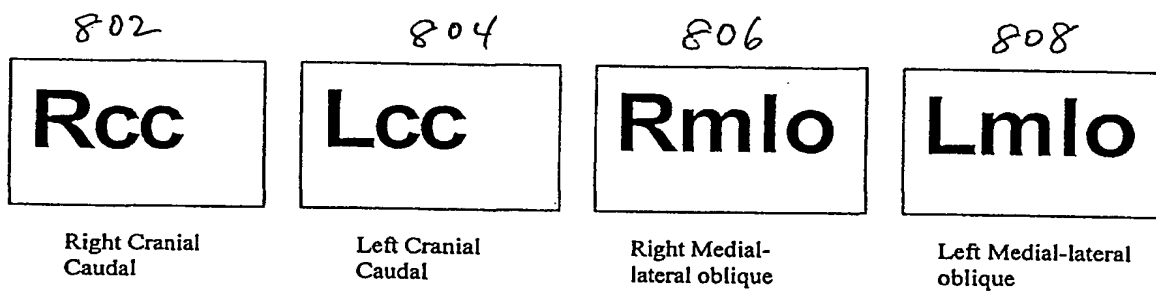 802 804 806 808
Rcc Lcc Rmlo Lmlo
Right Cranial Left Cranial Right Medial- Left Medial-lateral
Caudal Caudal lateral oblique oblique